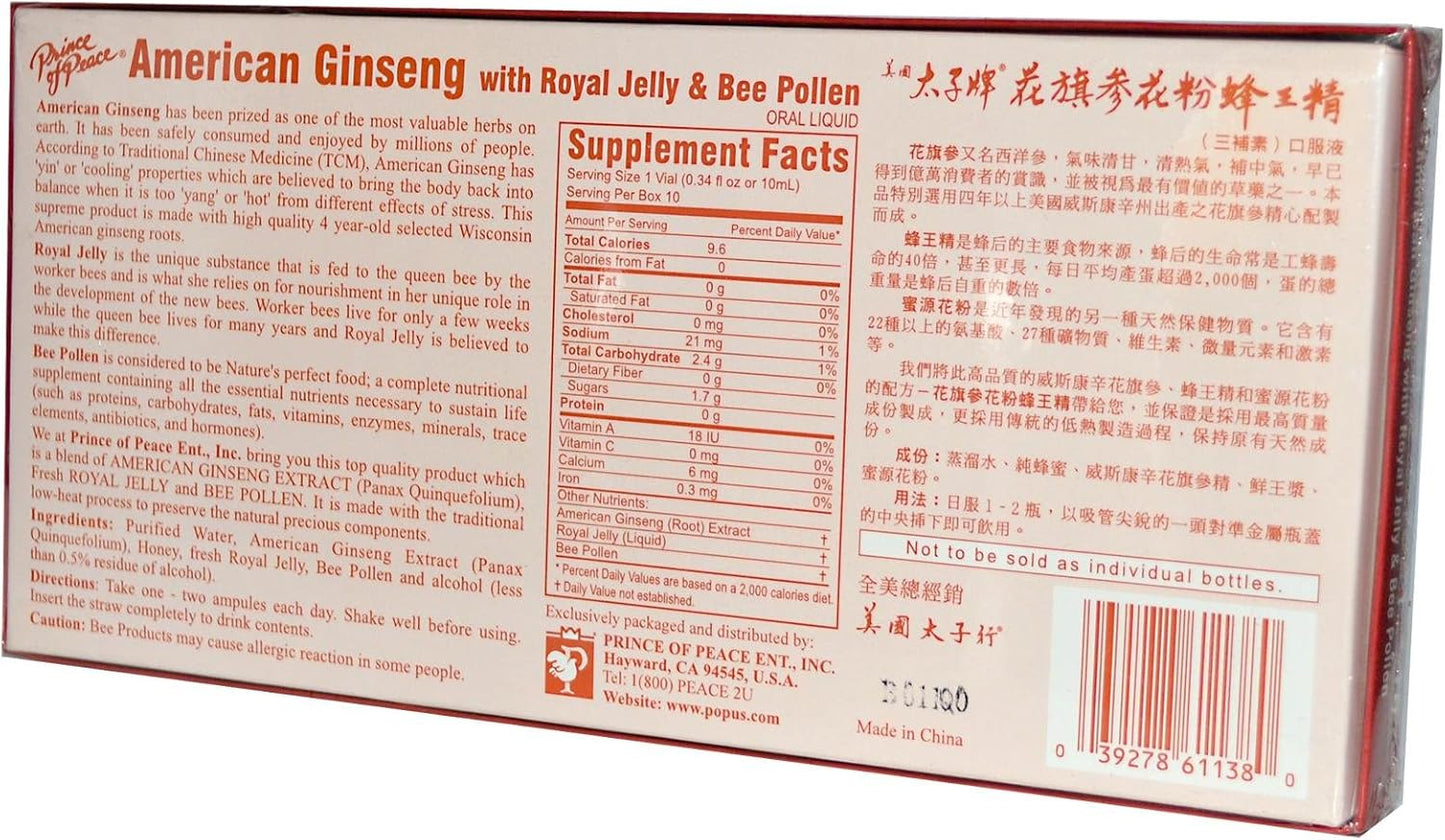 Prince of Peace®
American Ginseng with Royal Jelly & Bee Pollen
ORAL LIQUID
American Ginseng has been prized as one of the most valuable herbs on
earth. It has been safely consumed and enjoyed by millions of people.
According to Traditional Chinese Medicine (TCM), American Ginseng has
'yin' or 'cooling' properties which are believed to bring the body back into
balance when it is too 'yang' or 'hot' from different effects of stress. This
supreme product is made with high quality 4 year-old selected Wisconsin
American ginseng roots.
Royal Jelly is the unique substance that is fed to the queen bee by the
worker bees and is what she relies on for nourishment in her unique role in
the development of the new bees. Worker bees live for only a few weeks
while the queen bee lives for many years and Royal Jelly is believed to
make this difference.
Bee Pollen is considered to be Nature's perfect food; a complete nutritional
supplement containing all the essential nutrients necessary to sustain life
(such as proteins, carbohydrates, fats, vitamins, enzymes, minerals, trace
elements, antibiotics, and hormones).
We at Prince of Peace Ent., Inc. bring you this top quality product which
is a blend of AMERICAN GINSENG EXTRACT (Panax Quinquefolium),
Fresh ROYAL JELLY and BEE POLLEN. It is made with the traditional
low-heat process to preserve the natural precious components.
Ingredients: Purified Water, American Ginseng Extract (Panax
Quinquefolium), Honey, fresh Royal Jelly, Bee Pollen and alcohol (less
than 0.5% residue of alcohol).
Directions: Take one - two ampules each day. Shake well before using.
Insert the straw completely to drink contents.
Caution: Bee Products may cause allergic reaction in some people.
Supplement Facts
Serving Size 1 Vial (0.34 fl oz or 10mL)
Serving Per Box 10
Amount Per Serving Percent Daily Value*
Total Calories 9.6
Calories from Fat 0
Total Fat 0 g 0%
Saturated Fat 0 g 0%
Cholesterol 0 mg 0%
Sodium 21 mg 1%
Total Carbohydrate 2.4 g 1%
Dietary Fiber 0 g 0%
Sugars 1.7 g
Protein 0 g
Vitamin A 18 IU 0%
Vitamin C 0 mg 0%
Calcium 6 mg 0%
Iron 0.3 mg 0%
Other Nutrients:
American Ginseng (Root) Extract †
Royal Jelly (Liquid) †
Bee Pollen †
*Percent Daily Values are based on a 2,000 calories diet.
† Daily Value not established.
Exclusively packaged and distributed by:
PRINCE OF PEACE ENT., INC.
Hayward, CA 94545, U.S.A.
Tel: 1(800) PEACE 2U
Website: www.popus.com
美國太子牌®花旗參花粉蜂王精
(三補素)口服液
花旗參又名西洋參,氣味清甘,清熱氣,補中氣,早已
得到億萬消費者的賞識,並被視爲最有價値的草藥之一。本
品特別選用四年以上美國威斯康辛州出產之花旗參精心配製
而成。
蜂王精是蜂后的主要食物來源,蜂后的生命常是工蜂壽
命的40倍,甚至更長,每日平均產蛋超過2,000個,蛋的總
重量是蜂后自重的數倍。
蜜源花粉是近年發現的另一種天然保健物質。它含有
22種以上的氨基酸、27種礦物質、維生素、微量元素和激素
等。
我們將此高品質的威斯康辛花旗參、蜂王精和蜜源花粉
的配方－花旗參花粉蜂王精帶給您,並保證是採用最高質量
成份製成,更採用傳統的低熱製造過程,保持原有天然成
份。
成份:蒸溜水、純蜂蜜、威斯康辛花旗參精、鮮王漿、
蜜源花粉。
用法:日服1-2瓶,以吸管尖銳的一頭對準金屬瓶蓋
的中央插下即可飲用。
Not to be sold as individual bottles.
全美總經銷
美國太子行®
Made in China
0 39278 61138 0
with Royal Jelly & Bee Pollen